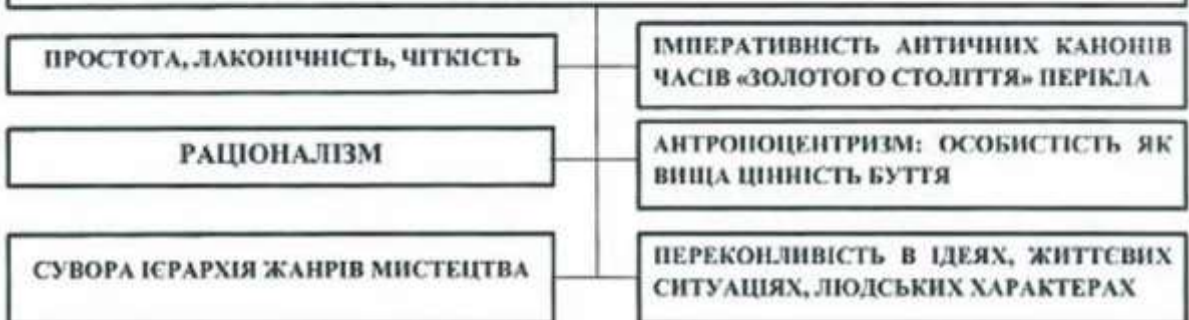 ПРОСТОТА, ЛАКОНІЧНІСТЬ, ЧІТКІСТЬ
ІМПЕРАТИВНІСТЬ АНТИЧНИХ КАНОНІВ
ЧАСІВ «ЗОЛОТОГО СТОЛІТТЯ» ПЕРІКЛА
РАЦІОНАЛІЗМ
АНТРОПОЦЕНТРИЗМ: ОСОБИСТІСТЬ ЯК
ВИЩА ЦІННІСТЬ БУТТЯ
СУВОРА ІЄРАРХІЯ ЖАНРІВ МИСТЕЦТВА
ПЕРЕКОНЛИВІСТЬ В ІДЕЯХ, ЖИТТЄВИХ
СИТУАЦІЯХ, ЛЮДСЬКИХ ХАРАКТЕРАХ